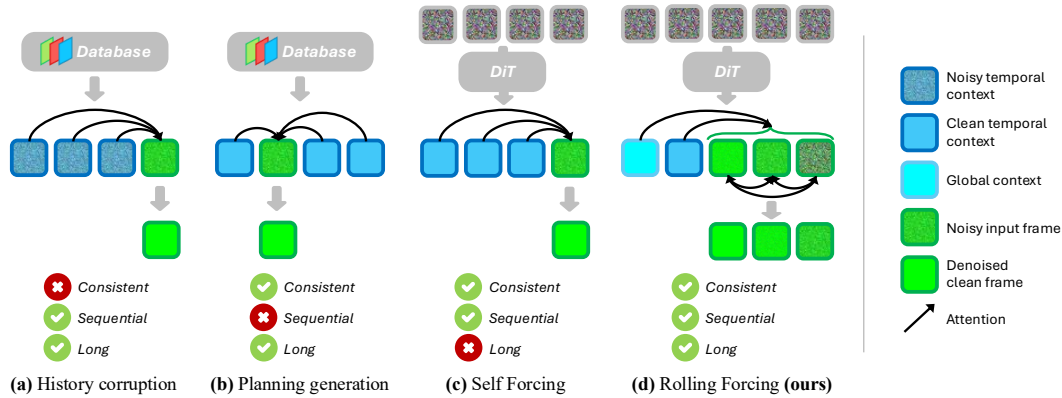 Database
Database
DiT
DiT
Consistent
Sequential
Long
Consistent
Sequential
Long
Consistent
Sequential
Long
Consistent
Sequential
Long
(a) History corruption
(b) Planning generation
(c) Self Forcing
(d) Rolling Forcing (ours)
Noisy temporal
context
Clean temporal
context
Global context
Noisy input frame
Denoised
clean frame
Attention